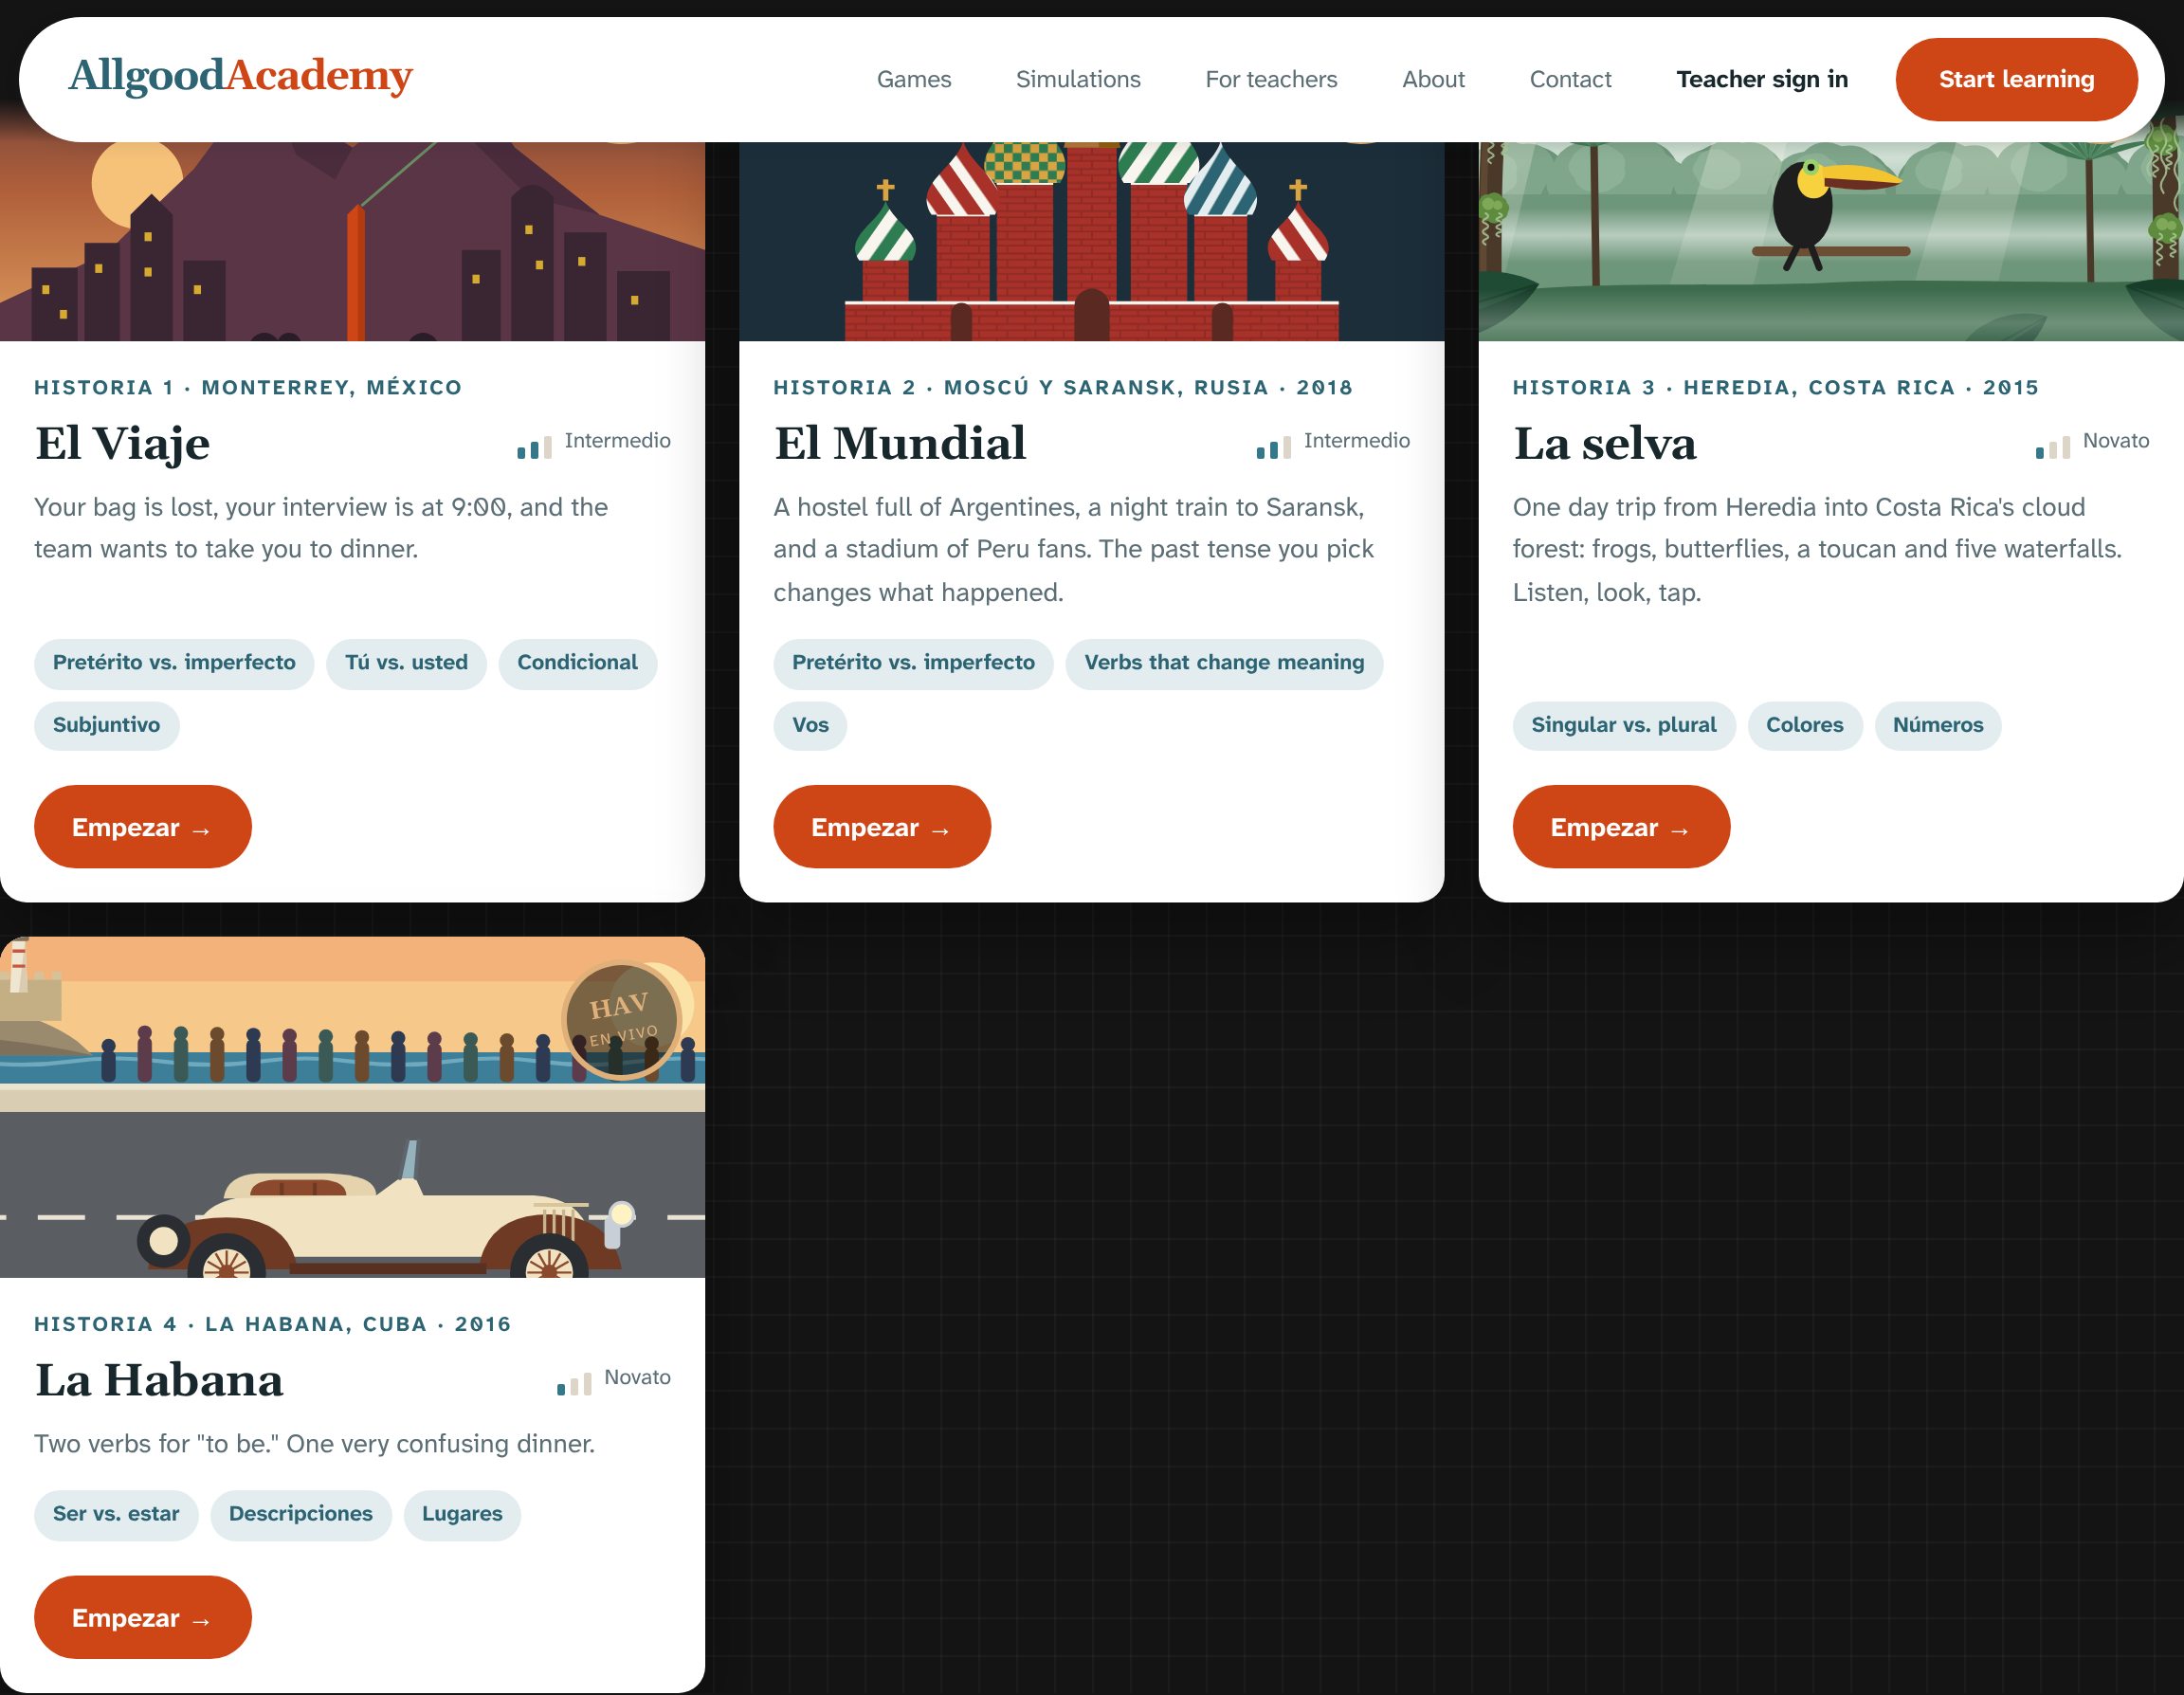 AllgoodAcademy
Games
Simulations
For teachers
About
Contact
Teacher sign in
Start learning
HISTORIA 1 · MONTERREY, MÉXICO
El Viaje
Intermedio
Your bag is lost, your interview is at 9:00, and the
team wants to take you to dinner.
Pretérito vs. imperfecto
Tú vs. usted
Condicional
Subjuntivo
Empezar →
HISTORIA 2 · MOSCÚ Y SARANSK, RUSIA · 2018
El Mundial
Intermedio
A hostel full of Argentines, a night train to Saransk,
and a stadium of Peru fans. The past tense you pick
changes what happened.
Pretérito vs. imperfecto
Verbs that change meaning
Vos
Empezar →
HISTORIA 3 · HEREDIA, COSTA RICA · 2015
La selva
Novato
One day trip from Heredia into Costa Rica's cloud
forest: frogs, butterflies, a toucan and five waterfalls.
Listen, look, tap.
Singular vs. plural
Colores
Números
Empezar →
HAV
EN VIVO
HISTORIA 4 · LA HABANA, CUBA · 2016
La Habana
Novato
Two verbs for "to be." One very confusing dinner.
Ser vs. estar
Descripciones
Lugares
Empezar →